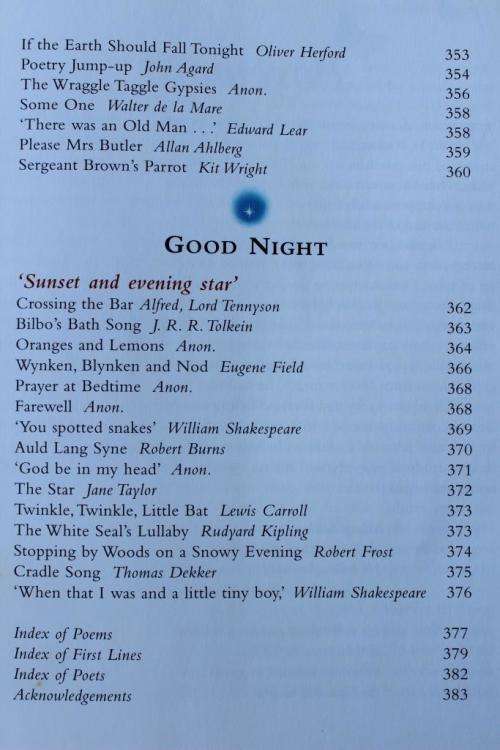 If the Earth Should Fall Tonight Oliver Herford 353
Poetry Jump-up John Agard 354
The Wraggle Taggle Gypsies Anon. 356
Some One Walter de la Mare 358
‘There was an Old Man . . .’ Edward Lear 358
Please Mrs Butler Allan Ahlberg 359
Sergeant Brown’s Parrot Kit Wright 360
GOOD NIGHT
‘Sunset and evening star’
Crossing the Bar Alfred, Lord Tennyson 362
Bilbo’s Bath Song J. R. R. Tolkein 363
Oranges and Lemons Anon. 364
Wynken, Blynken and Nod Eugene Field 366
Prayer at Bedtime Anon. 368
Farewell Anon. 368
‘You spotted snakes’ William Shakespeare 369
Auld Lang Syne Robert Burns 370
‘God be in my head’ Anon. 371
The Star Jane Taylor 372
Twinkle, Twinkle, Little Bat Lewis Carroll 373
The White Seal’s Lullaby Rudyard Kipling 373
Stopping by Woods on a Snowy Evening Robert Frost 374
Cradle Song Thomas Dekker 375
‘When that I was and a little tiny boy,’ William Shakespeare 376
Index of Poems 377
Index of First Lines 379
Index of Poets 382
Acknowledgements 383